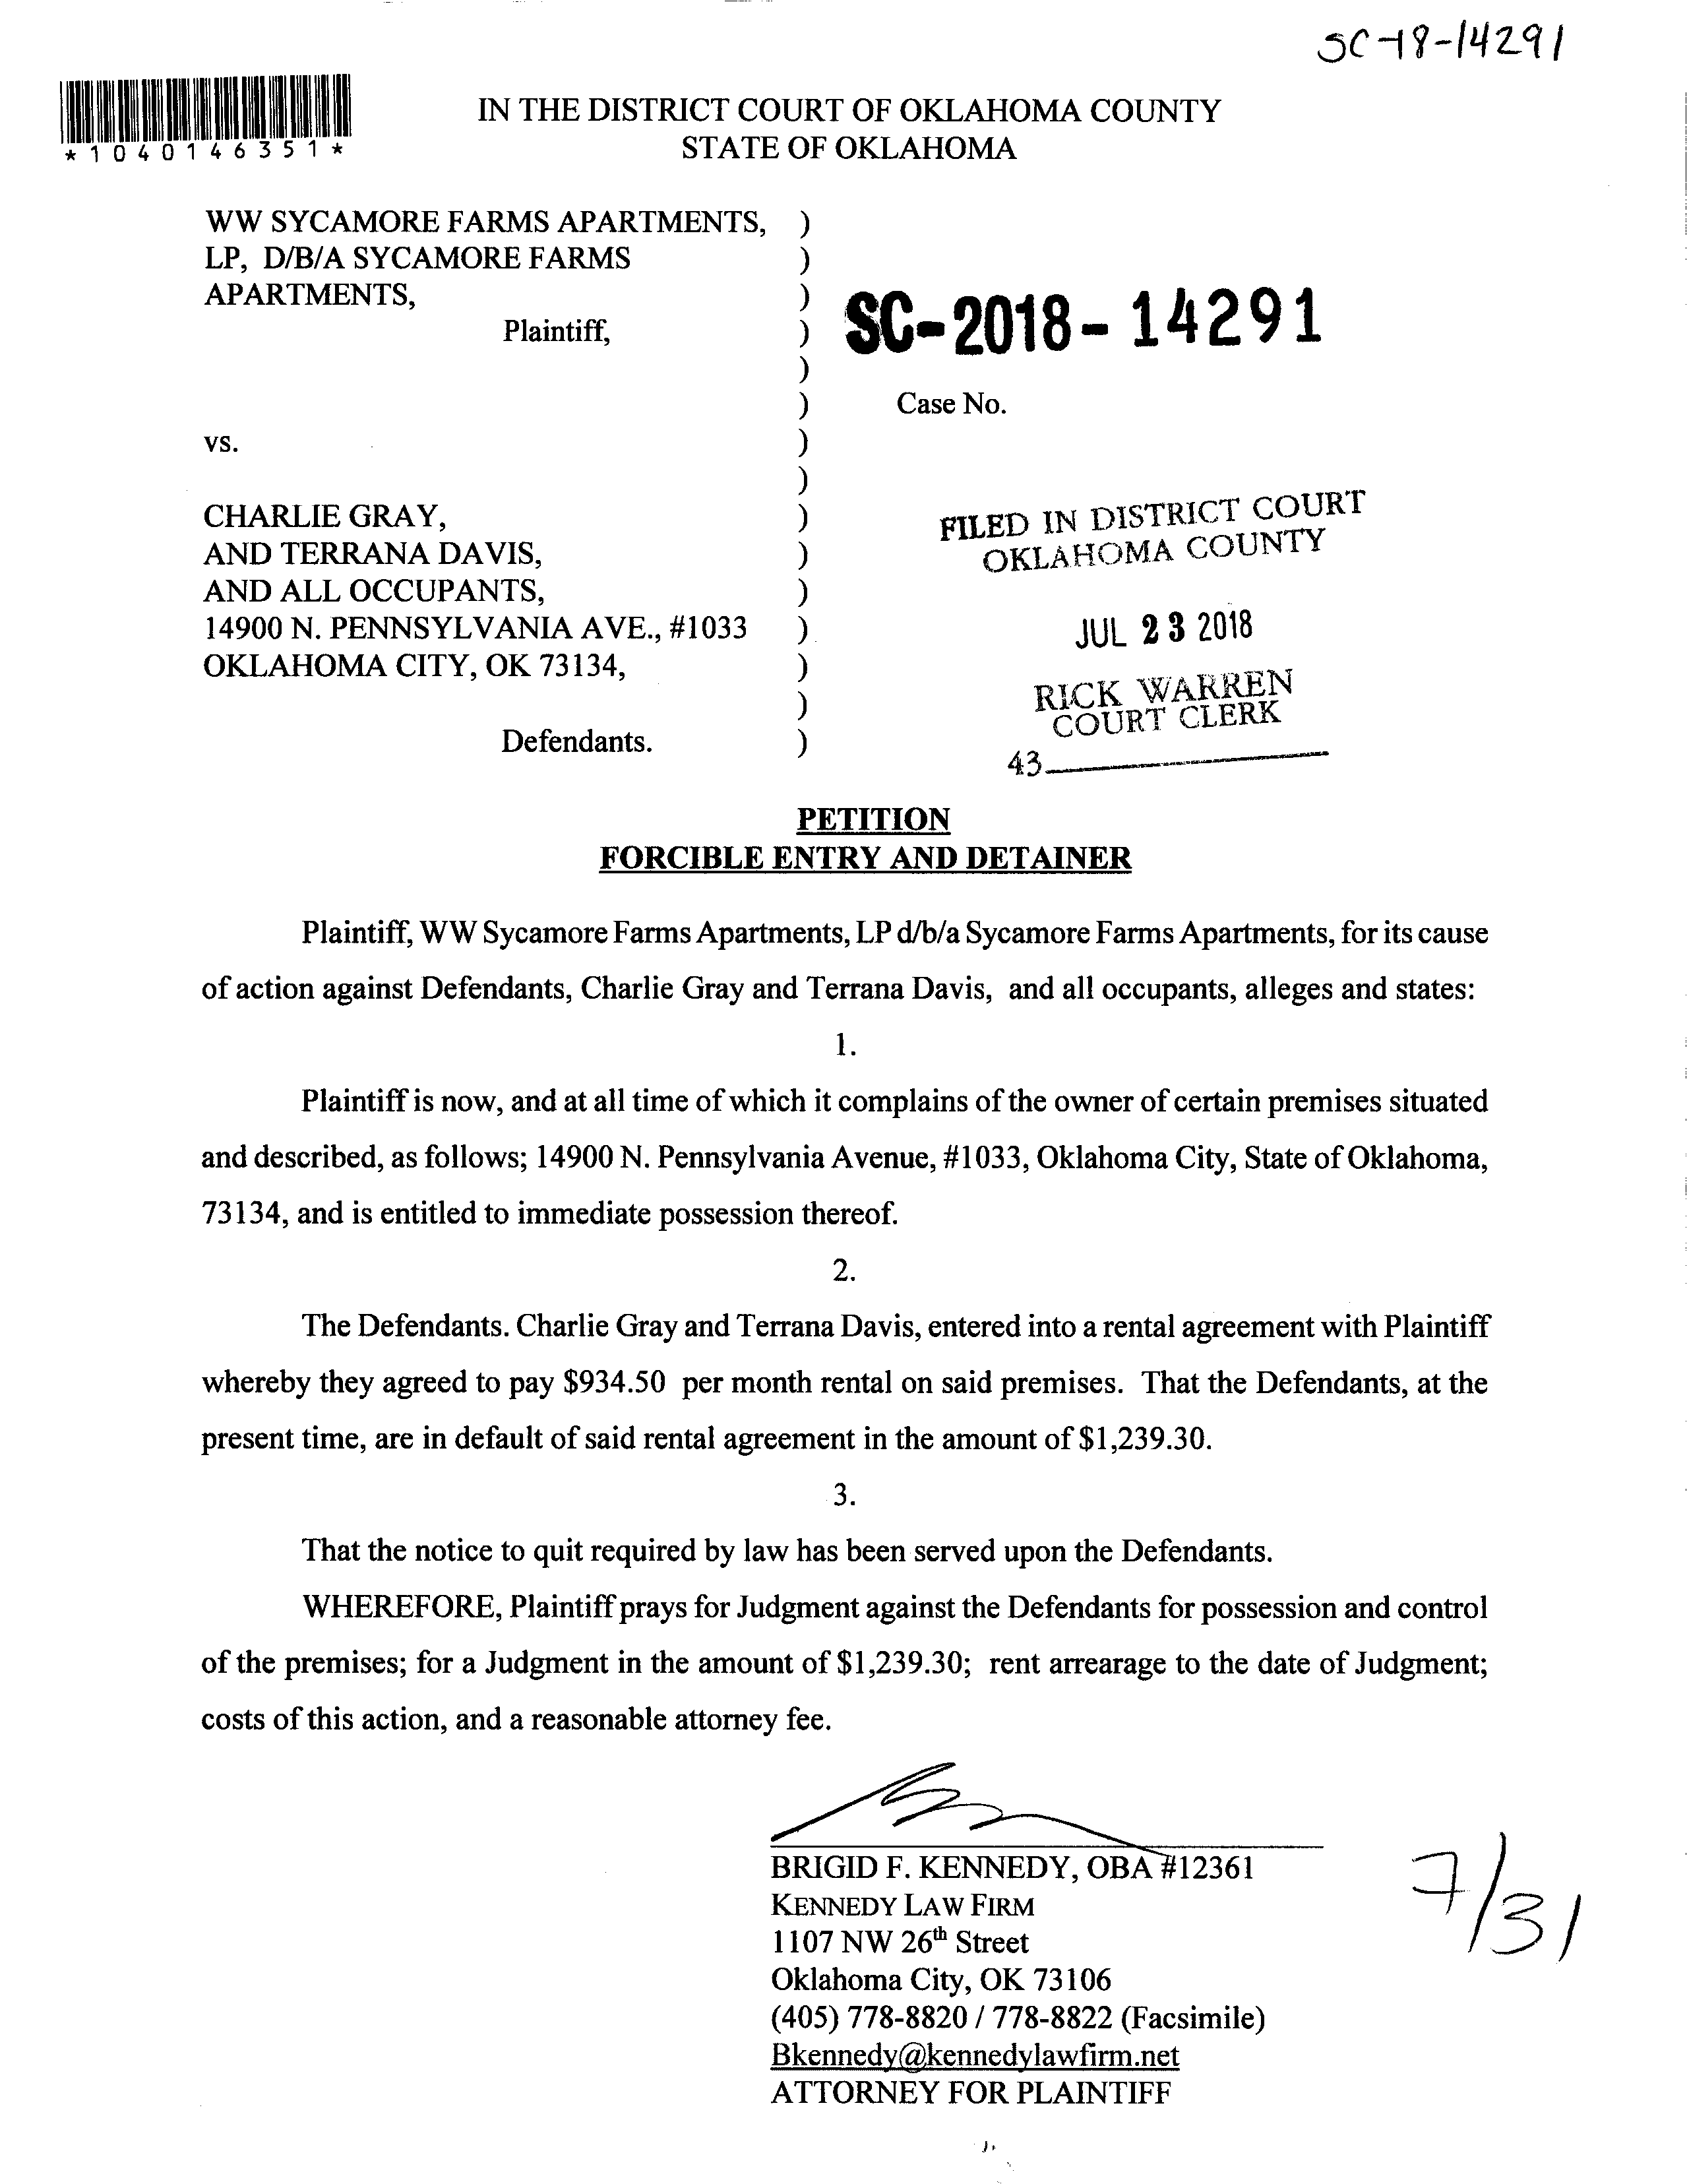 SC-18-14291
*1040146351*
IN THE DISTRICT COURT OF OKLAHOMA COUNTY
STATE OF OKLAHOMA
WW SYCAMORE FARMS APARTMENTS, )
LP, D/B/A SYCAMORE FARMS )
APARTMENTS, )
Plaintiff, ) SC-2018-14291
)
) Case No.
vs. )
)
CHARLIE GRAY, ) FILED IN DISTRICT COURT
AND TERRANA DAVIS, ) OKLAHOMA COUNTY
AND ALL OCCUPANTS, )
14900 N. PENNSYLVANIA AVE., #1033 ) JUL 23 2018
OKLAHOMA CITY, OK 73134, )
) RICK WARREN
Defendants. ) COURT CLERK
43
PETITION
FORCIBLE ENTRY AND DETAINER
Plaintiff, WW Sycamore Farms Apartments, LP d/b/a Sycamore Farms Apartments, for its cause
of action against Defendants, Charlie Gray and Terrana Davis, and all occupants, alleges and states:
1.
Plaintiff is now, and at all time of which it complains of the owner of certain premises situated
and described, as follows; 14900 N. Pennsylvania Avenue, #1033, Oklahoma City, State of Oklahoma,
73134, and is entitled to immediate possession thereof.
2.
The Defendants. Charlie Gray and Terrana Davis, entered into a rental agreement with Plaintiff
whereby they agreed to pay $934.50 per month rental on said premises. That the Defendants, at the
present time, are in default of said rental agreement in the amount of $1,239.30.
3.
That the notice to quit required by law has been served upon the Defendants.
WHEREFORE, Plaintiff prays for Judgment against the Defendants for possession and control
of the premises; for a Judgment in the amount of $1,239.30; rent arrearage to the date of Judgment;
costs of this action, and a reasonable attorney fee.
BRIGID F. KENNEDY, OBA #12361
KENNEDY LAW FIRM
1107 NW 26th Street
Oklahoma City, OK 73106
(405) 778-8820 / 778-8822 (Facsimile)
Bkennedy@kennedylawfirm.net
ATTORNEY FOR PLAINTIFF
7/31